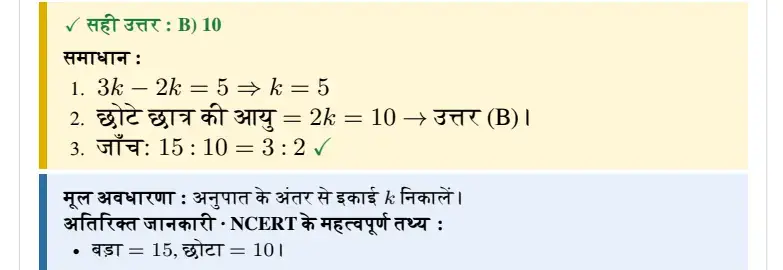 ✓ सही उत्तर : B) 10
समाधान :
1. 3k − 2k = 5 ⇒ k = 5
2. छोटे छात्र की आयु = 2k = 10 → उत्तर (B)।
3. जाँच: 15 : 10 = 3 : 2 ✓
मूल अवधारणा : अनुपात के अंतर से इकाई k निकालें।
अतिरिक्त जानकारी · NCERT के महत्वपूर्ण तथ्य :
• बड़ा = 15, छोटा = 10।